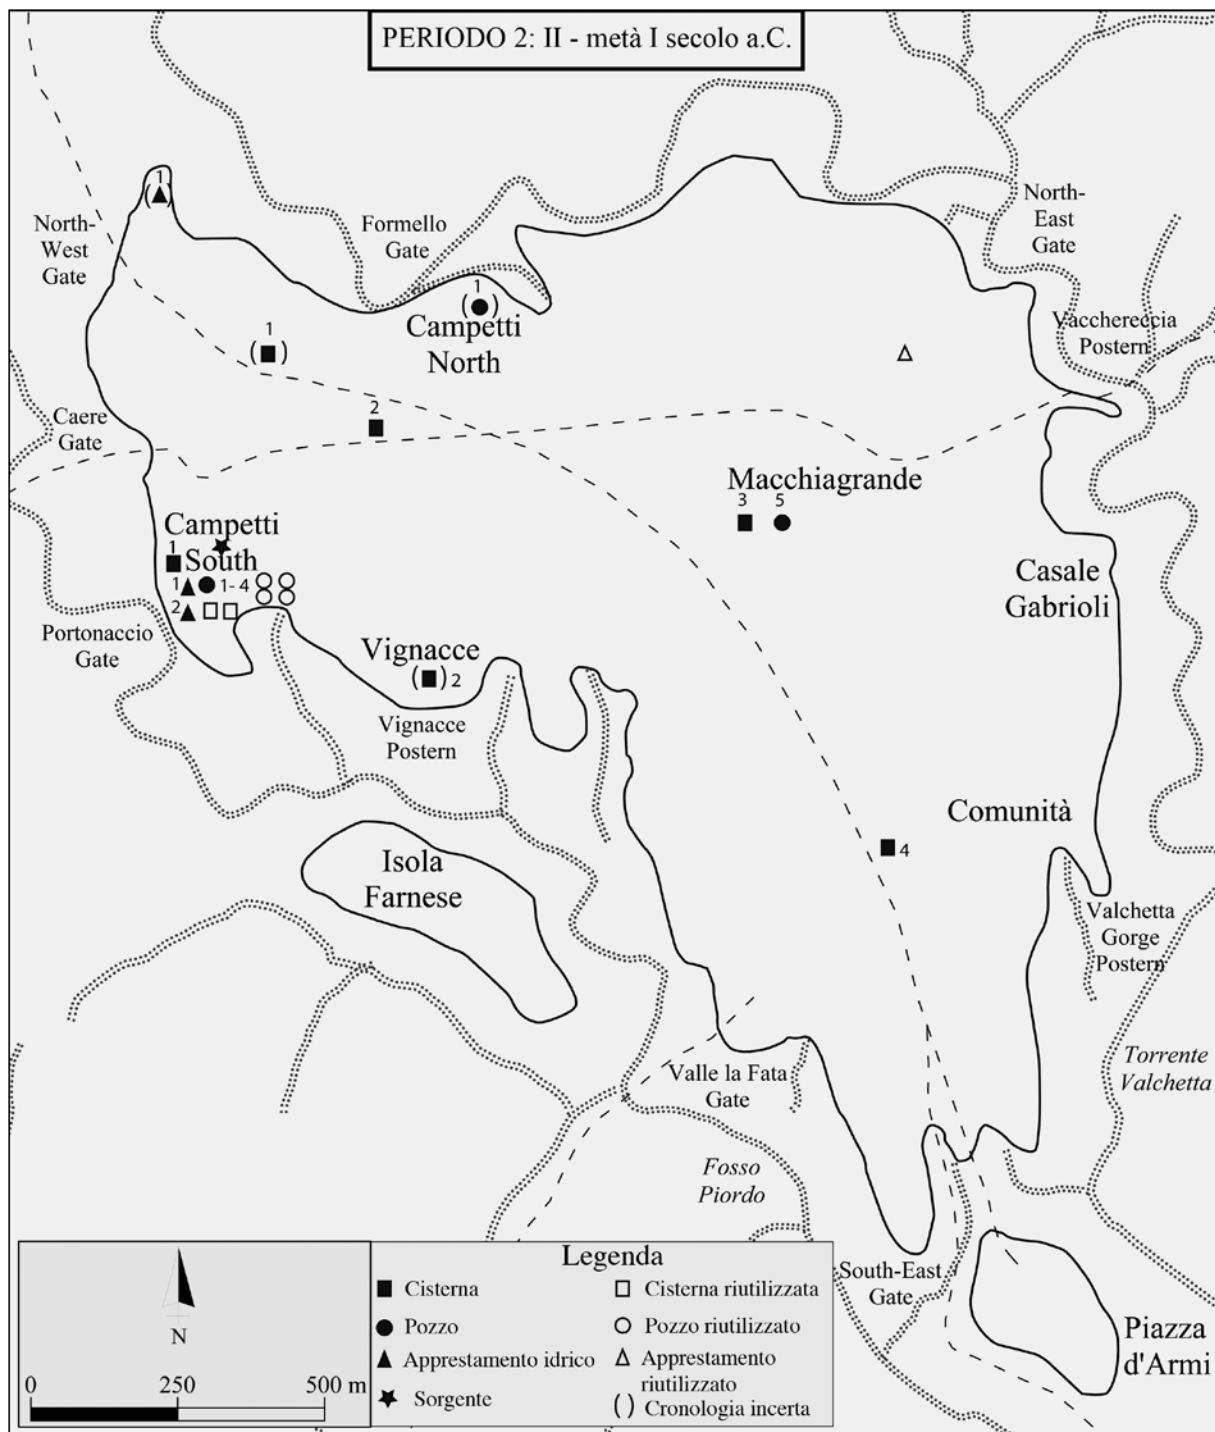 PERIODO 2: II - metà I secolo a.C.
1
( )
North-
West
Gate
Formello
Gate
North-
East
Gate
1
( )
Campetti
North
Vacchereccia
Postern
1
( )
2
Caere
Gate
Macchiagrande
3 5
Campetti
South
1
1 1-4
2
Casale
Gabrioli
Portonaccio
Gate
Vignacce
( ) 2
Vignacce
Postern
Comunità
4
Isola
Farnese
Valchetta
Gorge
Postern
Torrente
Valchetta
Valle la Fata
Gate
Fosso
Piordo
South-East
Gate
Piazza
d'Armi
N
0 250 500 m
Legenda
Cisterna
Pozzo
Apprestamento idrico
Sorgente
Cisterna riutilizzata
Pozzo riutilizzato
Apprestamento
riutilizzato
( ) Cronologia incerta